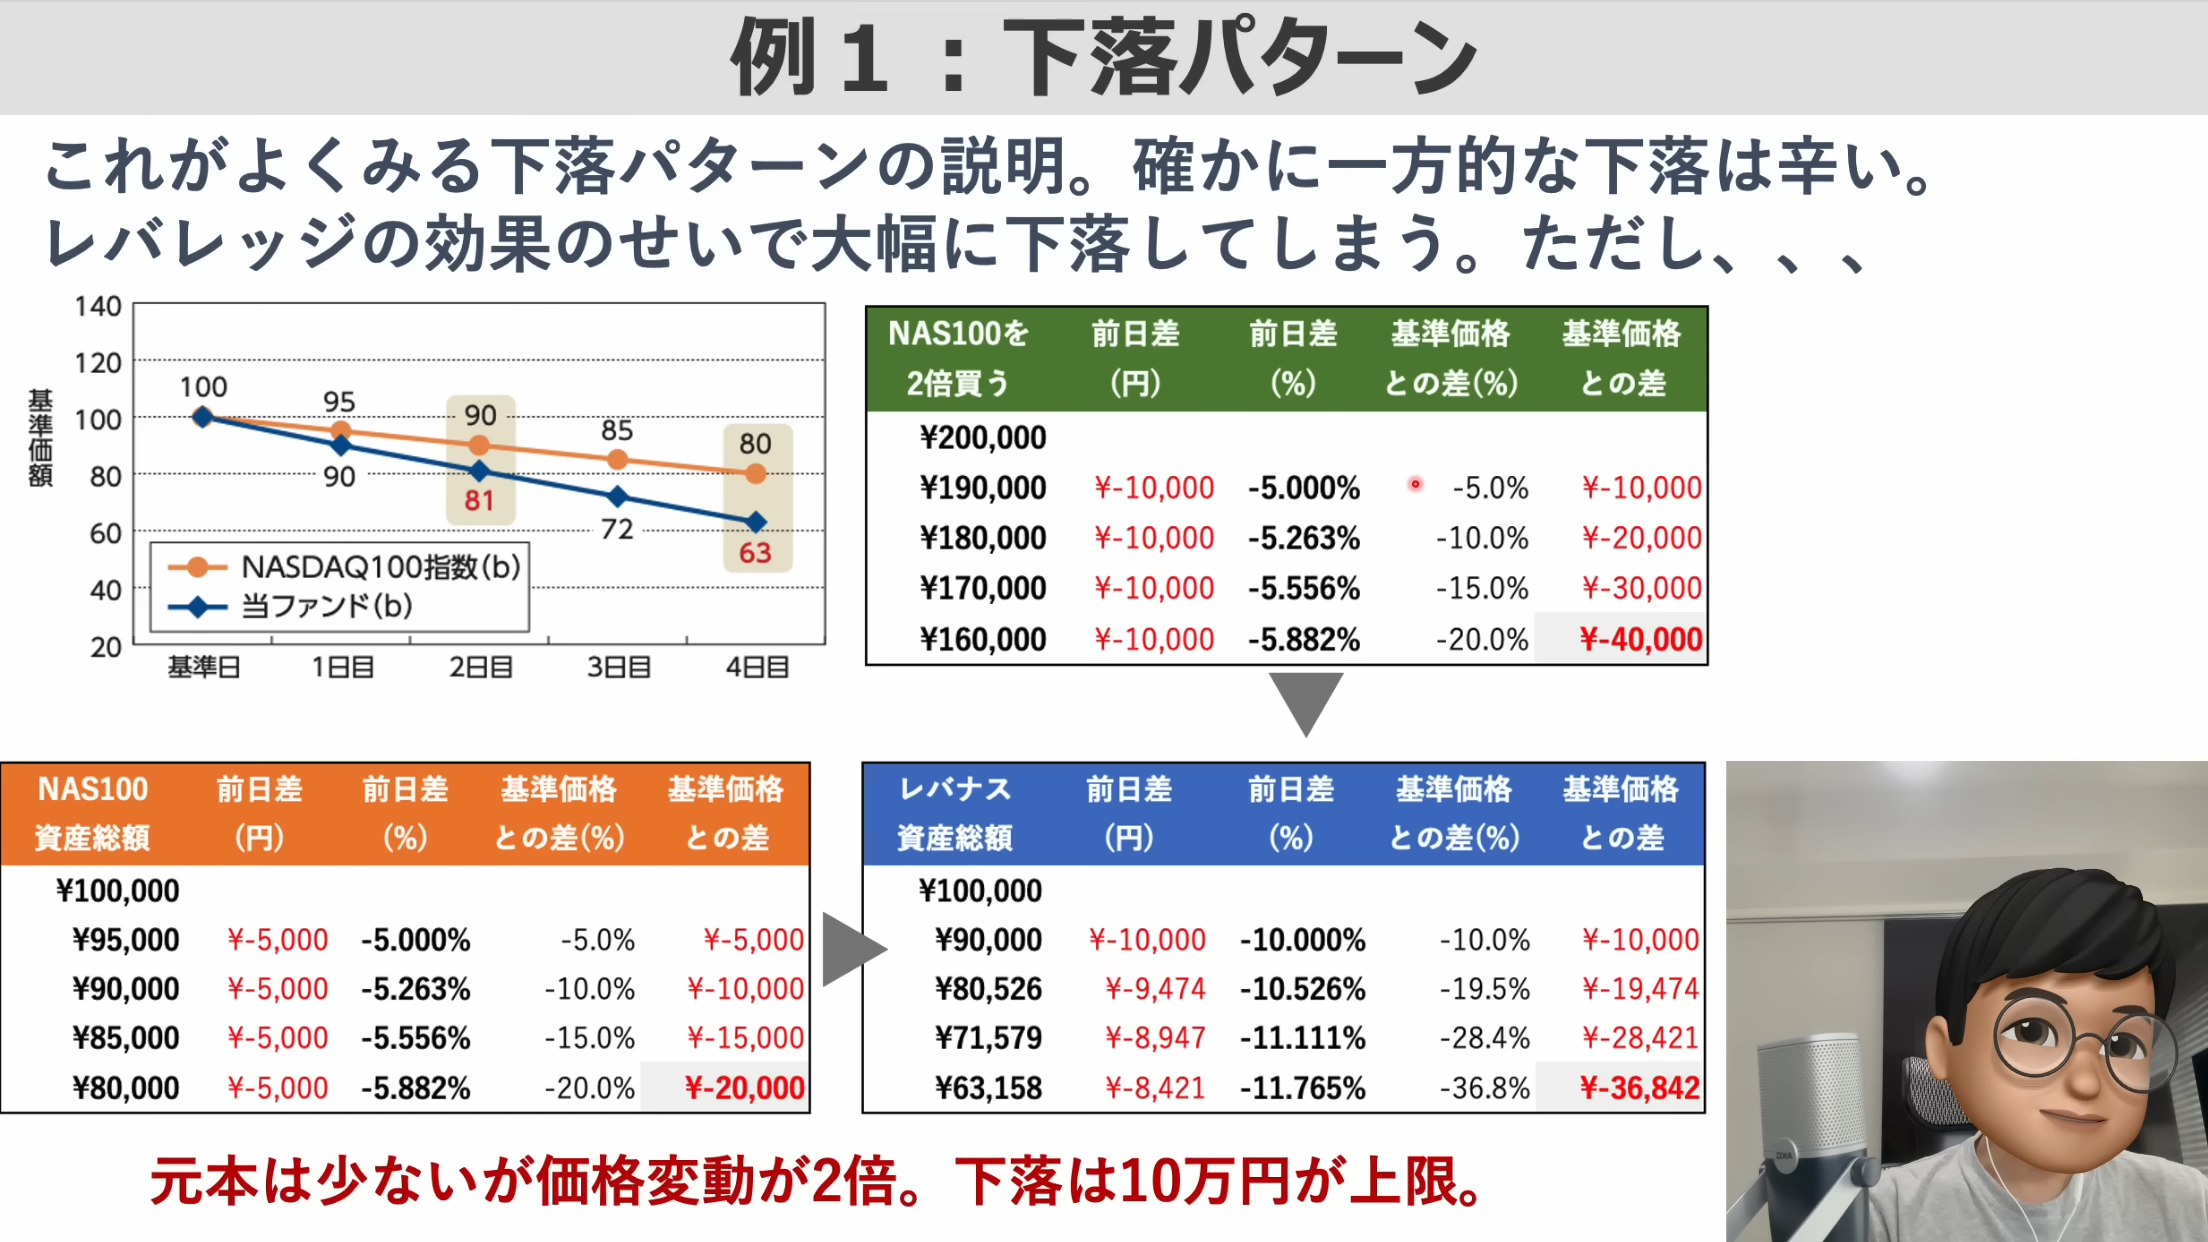 例１：下落パターン
これがよくみる下落パターンの説明。確かに一方的な下落は辛い。
レバレッジの効果のせいで大幅に下落してしまう。ただし、、、
基準価額
140
120
100
80
60
40
20
100
95
90
85
80
90
81
72
63
NASDAQ100指数(b)
当ファンド(b)
基準日 1日目 2日目 3日目 4日目
NAS100を 前日差 前日差 基準価格 基準価格
2倍買う (円) (%) との差(%) との差
¥200,000
¥190,000 ¥-10,000 -5.000% -5.0% ¥-10,000
¥180,000 ¥-10,000 -5.263% -10.0% ¥-20,000
¥170,000 ¥-10,000 -5.556% -15.0% ¥-30,000
¥160,000 ¥-10,000 -5.882% -20.0% ¥-40,000
NAS100 前日差 前日差 基準価格 基準価格
資産総額 (円) (%) との差(%) との差
¥100,000
¥95,000 ¥-5,000 -5.000% -5.0% ¥-5,000
¥90,000 ¥-5,000 -5.263% -10.0% ¥-10,000
¥85,000 ¥-5,000 -5.556% -15.0% ¥-15,000
¥80,000 ¥-5,000 -5.882% -20.0% ¥-20,000
レバナス 前日差 前日差 基準価格 基準価格
資産総額 (円) (%) との差(%) との差
¥100,000
¥90,000 ¥-10,000 -10.000% -10.0% ¥-10,000
¥80,526 ¥-9,474 -10.526% -19.5% ¥-19,474
¥71,579 ¥-8,947 -11.111% -28.4% ¥-28,421
¥63,158 ¥-8,421 -11.765% -36.8% ¥-36,842
元本は少ないが価格変動が2倍。下落は10万円が上限。